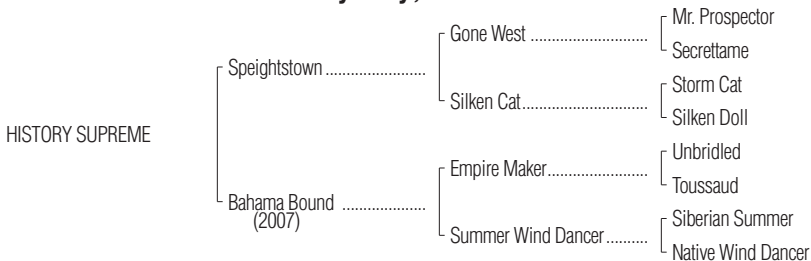 Mr. Prospector
Gone West ........................
Secrettame
Speightstown ........................
Storm Cat
Silken Cat..........................
Silken Doll
HISTORY SUPREME
Unbridled
Empire Maker.....................
Toussaud
Bahama Bound ....................
(2007)
Siberian Summer
Summer Wind Dancer..........
Native Wind Dancer